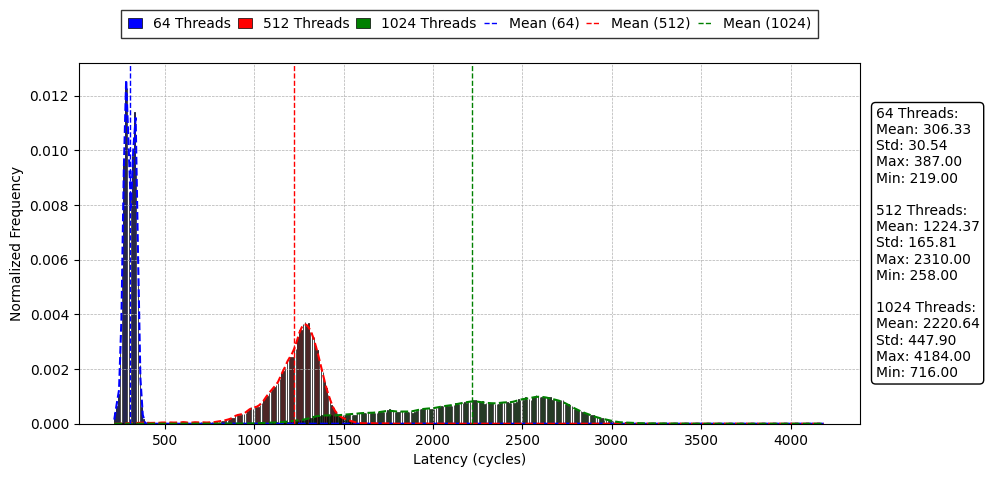 64 Threads 512 Threads 1024 Threads Mean (64) Mean (512) Mean (1024)
0.012
0.010
0.008
0.006
0.004
0.002
0.000
Normalized Frequency
500 1000 1500 2000 2500 3000 3500 4000
Latency (cycles)
64 Threads:
Mean: 306.33
Std: 30.54
Max: 387.00
Min: 219.00
512 Threads:
Mean: 1224.37
Std: 165.81
Max: 2310.00
Min: 258.00
1024 Threads:
Mean: 2220.64
Std: 447.90
Max: 4184.00
Min: 716.00